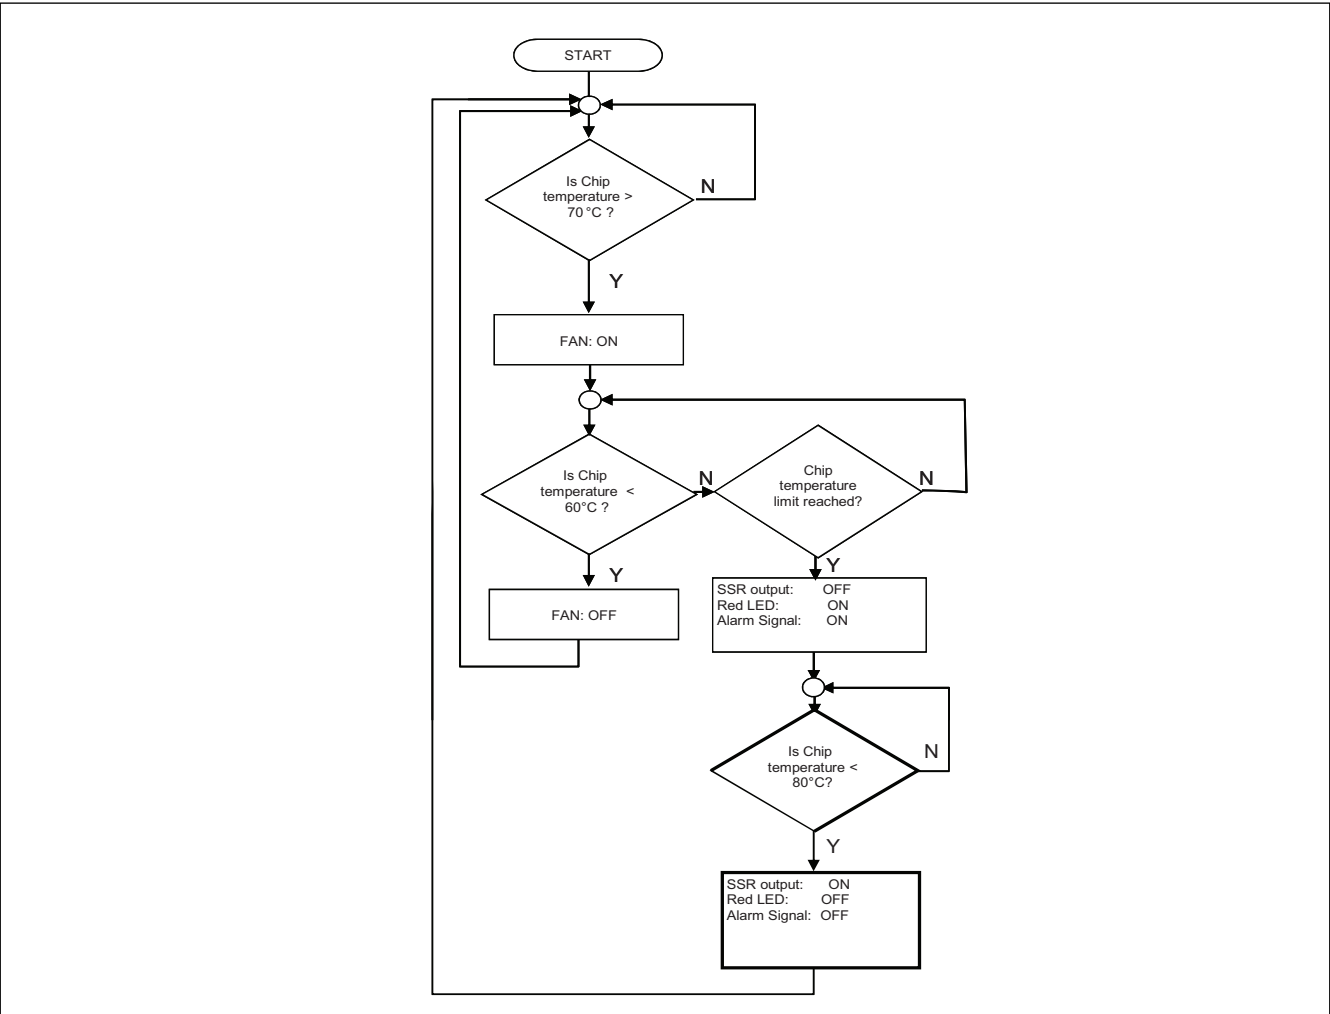 START
Is Chip
temperature >
70 °C ?
N
Y
FAN: ON
Is Chip
temperature <
60°C ?
N
Chip
temperature
limit reached?
N
Y
FAN: OFF
Y
SSR output: OFF
Red LED: ON
Alarm Signal: ON
Is Chip
temperature <
80°C?
N
Y
SSR output: ON
Red LED: OFF
Alarm Signal: OFF